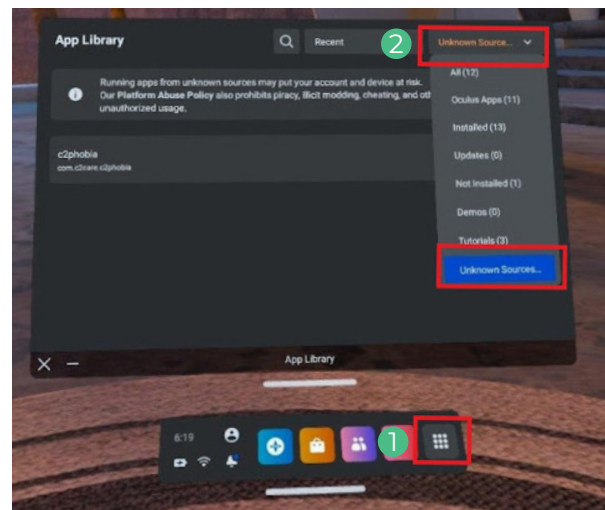 App Library
Recent
2
Unknown Source...
Running apps from unknown sources may put your account and device at risk.
Our Platform Abuse Policy also prohibits piracy, illicit modding, cheating, and oth
unauthorized usage.
c2phobia
com.c2care.c2phobia
All (12)
Oculus Apps (11)
Installed (13)
Updates (0)
Not Installed (1)
Demos (0)
Tutorials (3)
Unknown Sources...
App Library
6:19
1